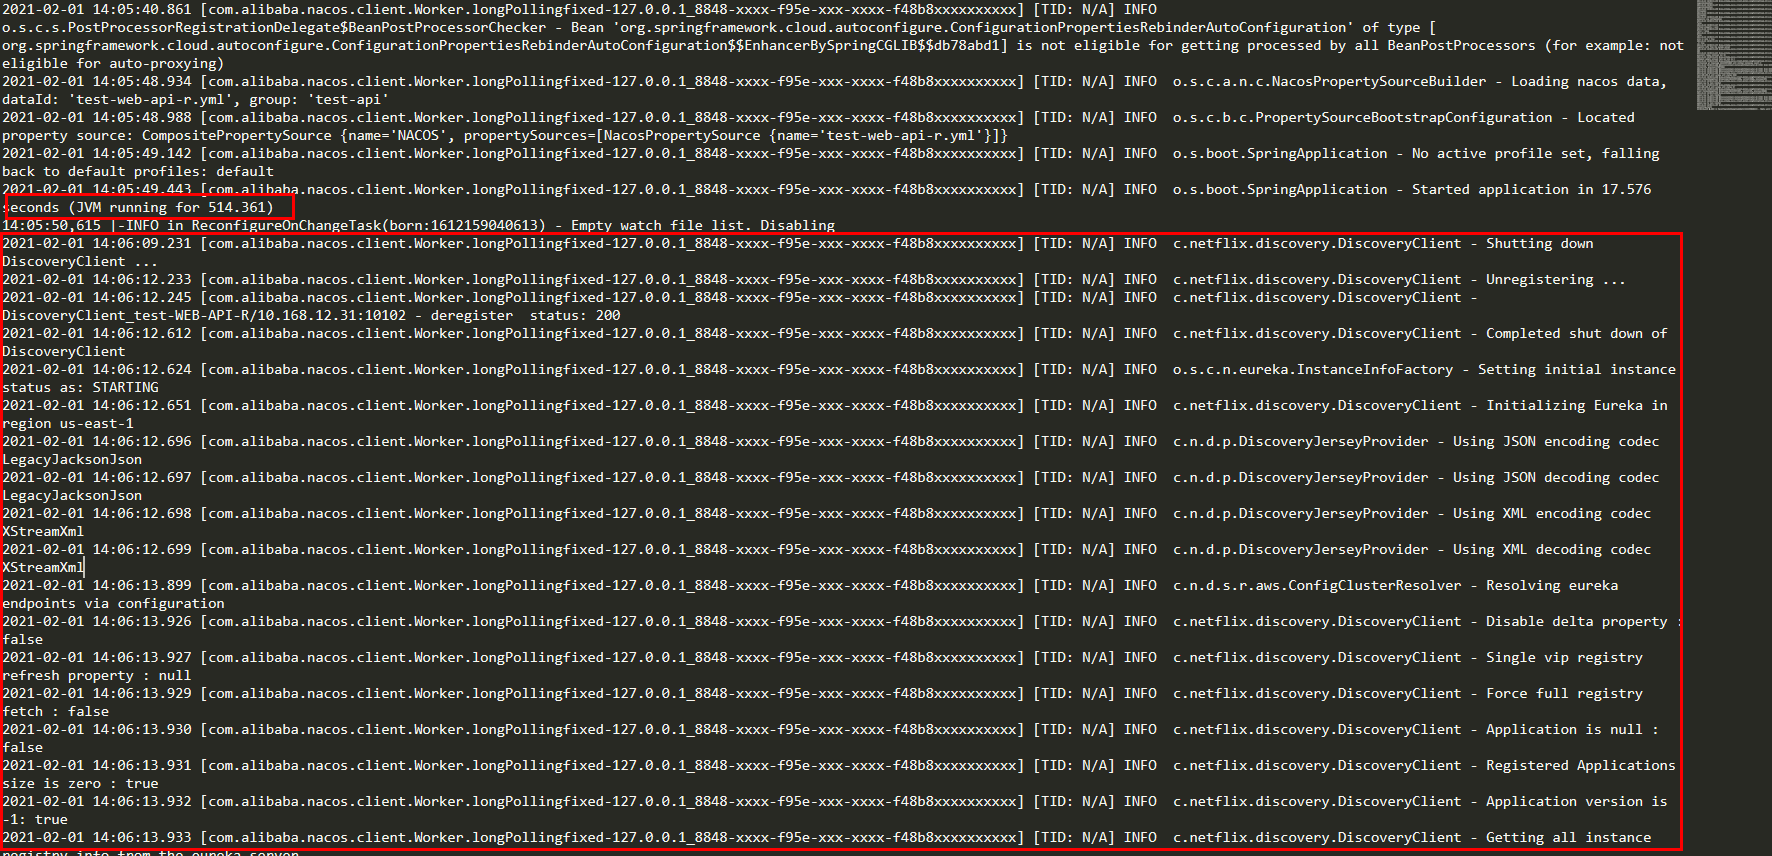 2021-02-01 14:05:40.861 [com.alibaba.nacos.client.Worker.longPollingfixed-127.0.0.1_8848-xxxx-f95e-xxx-xxxx-f48b8xxxxxxxxxx] [TID: N/A] INFO
o.s.c.s.PostProcessorRegistrationDelegate$BeanPostProcessorChecker - Bean 'org.springframework.cloud.autoconfigure.ConfigurationPropertiesRebinderAutoConfiguration' of type [
org.springframework.cloud.autoconfigure.ConfigurationPropertiesRebinderAutoConfiguration$$EnhancerBySpringCGLIB$$db78abd1] is not eligible for getting processed by all BeanPostProcessors (for example: not
eligible for auto-proxying)
2021-02-01 14:05:48.934 [com.alibaba.nacos.client.Worker.longPollingfixed-127.0.0.1_8848-xxxx-f95e-xxx-xxxx-f48b8xxxxxxxxxx] [TID: N/A] INFO  o.s.c.a.n.c.NacosPropertySourceBuilder - Loading nacos data,
dataId: 'test-web-api-r.yml', group: 'test-api'
2021-02-01 14:05:48.988 [com.alibaba.nacos.client.Worker.longPollingfixed-127.0.0.1_8848-xxxx-f95e-xxx-xxxx-f48b8xxxxxxxxxx] [TID: N/A] INFO  o.s.c.b.c.PropertySourceBootstrapConfiguration - Located
property source: CompositePropertySource {name='NACOS', propertySources=[NacosPropertySource {name='test-web-api-r.yml'}]}
2021-02-01 14:05:49.142 [com.alibaba.nacos.client.Worker.longPollingfixed-127.0.0.1_8848-xxxx-f95e-xxx-xxxx-f48b8xxxxxxxxxx] [TID: N/A] INFO  o.s.boot.SpringApplication - No active profile set, falling
back to default profiles: default
2021-02-01 14:05:49.443 [com.alibaba.nacos.client.Worker.longPollingfixed-127.0.0.1_8848-xxxx-f95e-xxx-xxxx-f48b8xxxxxxxxxx] [TID: N/A] INFO  o.s.boot.SpringApplication - Started application in 17.576
seconds (JVM running for 514.361)
14:05:50,615 |-INFO in ReconfigureOnChangeTask(born:1612159040613) - Empty watch file list. Disabling
2021-02-01 14:06:09.231 [com.alibaba.nacos.client.Worker.longPollingfixed-127.0.0.1_8848-xxxx-f95e-xxx-xxxx-f48b8xxxxxxxxxx] [TID: N/A] INFO  c.netflix.discovery.DiscoveryClient - Shutting down
DiscoveryClient ...
2021-02-01 14:06:12.233 [com.alibaba.nacos.client.Worker.longPollingfixed-127.0.0.1_8848-xxxx-f95e-xxx-xxxx-f48b8xxxxxxxxxx] [TID: N/A] INFO  c.netflix.discovery.DiscoveryClient - Unregistering ...
2021-02-01 14:06:12.245 [com.alibaba.nacos.client.Worker.longPollingfixed-127.0.0.1_8848-xxxx-f95e-xxx-xxxx-f48b8xxxxxxxxxx] [TID: N/A] INFO  c.netflix.discovery.DiscoveryClient -
DiscoveryClient_test-WEB-API-R/10.168.12.31:10102 - deregister  status: 200
2021-02-01 14:06:12.612 [com.alibaba.nacos.client.Worker.longPollingfixed-127.0.0.1_8848-xxxx-f95e-xxx-xxxx-f48b8xxxxxxxxxx] [TID: N/A] INFO  c.netflix.discovery.DiscoveryClient - Completed shut down of
DiscoveryClient
2021-02-01 14:06:12.624 [com.alibaba.nacos.client.Worker.longPollingfixed-127.0.0.1_8848-xxxx-f95e-xxx-xxxx-f48b8xxxxxxxxxx] [TID: N/A] INFO  o.s.c.n.eureka.InstanceInfoFactory - Setting initial instance
status as: STARTING
2021-02-01 14:06:12.651 [com.alibaba.nacos.client.Worker.longPollingfixed-127.0.0.1_8848-xxxx-f95e-xxx-xxxx-f48b8xxxxxxxxxx] [TID: N/A] INFO  c.netflix.discovery.DiscoveryClient - Initializing Eureka in
region us-east-1
2021-02-01 14:06:12.696 [com.alibaba.nacos.client.Worker.longPollingfixed-127.0.0.1_8848-xxxx-f95e-xxx-xxxx-f48b8xxxxxxxxxx] [TID: N/A] INFO  c.n.d.p.DiscoveryJerseyProvider - Using JSON encoding codec
LegacyJacksonJson
2021-02-01 14:06:12.697 [com.alibaba.nacos.client.Worker.longPollingfixed-127.0.0.1_8848-xxxx-f95e-xxx-xxxx-f48b8xxxxxxxxxx] [TID: N/A] INFO  c.n.d.p.DiscoveryJerseyProvider - Using JSON decoding codec
LegacyJacksonJson
2021-02-01 14:06:12.698 [com.alibaba.nacos.client.Worker.longPollingfixed-127.0.0.1_8848-xxxx-f95e-xxx-xxxx-f48b8xxxxxxxxxx] [TID: N/A] INFO  c.n.d.p.DiscoveryJerseyProvider - Using XML encoding codec
XStreamXml
2021-02-01 14:06:12.699 [com.alibaba.nacos.client.Worker.longPollingfixed-127.0.0.1_8848-xxxx-f95e-xxx-xxxx-f48b8xxxxxxxxxx] [TID: N/A] INFO  c.n.d.p.DiscoveryJerseyProvider - Using XML decoding codec
XStreamXml
2021-02-01 14:06:13.899 [com.alibaba.nacos.client.Worker.longPollingfixed-127.0.0.1_8848-xxxx-f95e-xxx-xxxx-f48b8xxxxxxxxxx] [TID: N/A] INFO  c.n.d.s.r.aws.ConfigClusterResolver - Resolving eureka
endpoints via configuration
2021-02-01 14:06:13.926 [com.alibaba.nacos.client.Worker.longPollingfixed-127.0.0.1_8848-xxxx-f95e-xxx-xxxx-f48b8xxxxxxxxxx] [TID: N/A] INFO  c.netflix.discovery.DiscoveryClient - Disable delta property :
false
2021-02-01 14:06:13.927 [com.alibaba.nacos.client.Worker.longPollingfixed-127.0.0.1_8848-xxxx-f95e-xxx-xxxx-f48b8xxxxxxxxxx] [TID: N/A] INFO  c.netflix.discovery.DiscoveryClient - Single vip registry
refresh property : null
2021-02-01 14:06:13.929 [com.alibaba.nacos.client.Worker.longPollingfixed-127.0.0.1_8848-xxxx-f95e-xxx-xxxx-f48b8xxxxxxxxxx] [TID: N/A] INFO  c.netflix.discovery.DiscoveryClient - Force full registry
fetch : false
2021-02-01 14:06:13.930 [com.alibaba.nacos.client.Worker.longPollingfixed-127.0.0.1_8848-xxxx-f95e-xxx-xxxx-f48b8xxxxxxxxxx] [TID: N/A] INFO  c.netflix.discovery.DiscoveryClient - Application is null :
false
2021-02-01 14:06:13.931 [com.alibaba.nacos.client.Worker.longPollingfixed-127.0.0.1_8848-xxxx-f95e-xxx-xxxx-f48b8xxxxxxxxxx] [TID: N/A] INFO  c.netflix.discovery.DiscoveryClient - Registered Applications
size is zero : true
2021-02-01 14:06:13.932 [com.alibaba.nacos.client.Worker.longPollingfixed-127.0.0.1_8848-xxxx-f95e-xxx-xxxx-f48b8xxxxxxxxxx] [TID: N/A] INFO  c.netflix.discovery.DiscoveryClient - Application version is
-1: true
2021-02-01 14:06:13.933 [com.alibaba.nacos.client.Worker.longPollingfixed-127.0.0.1_8848-xxxx-f95e-xxx-xxxx-f48b8xxxxxxxxxx] [TID: N/A] INFO  c.netflix.discovery.DiscoveryClient - Getting all instance
registry info from the eureka server